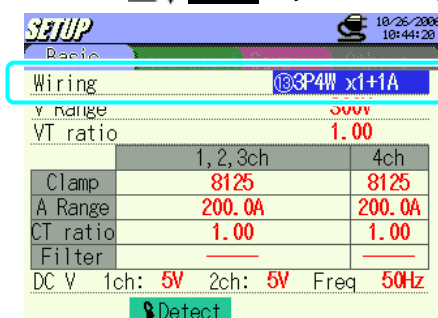 SETUP 10/26/2006
10:44:20
Basic
Wiring ⑬3P4W x1+1A
V Range 300V
VT ratio 1.00
1,2,3ch 4ch
Clamp 8125 8125
A Range 200.0A 200.0A
CT ratio 1.00 1.00
Filter —— ——
DC V 1ch: 5V 2ch: 5V Freq 50Hz
Detect